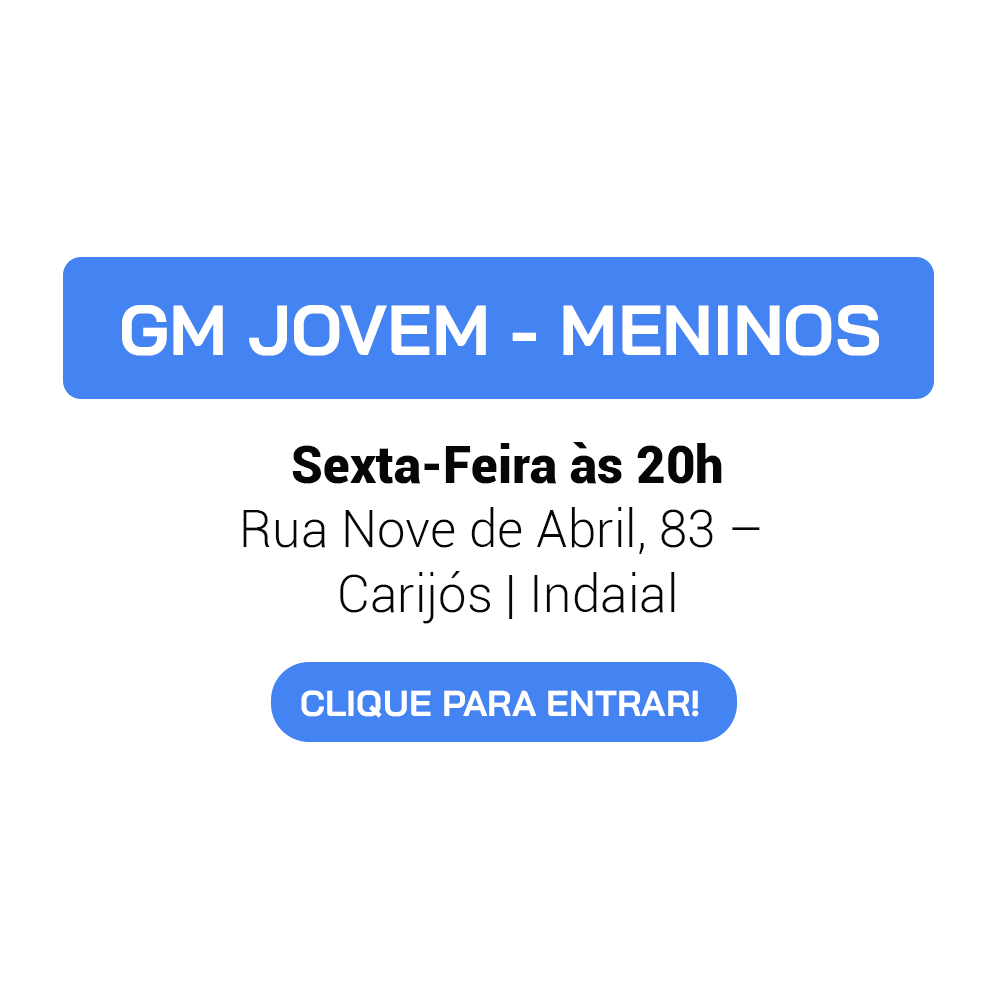 GM JOVEM - MENINOS
Sexta-Feira às 20h
Rua Nove de Abril, 83 –
Carijós | Indaial
CLIQUE PARA ENTRAR!